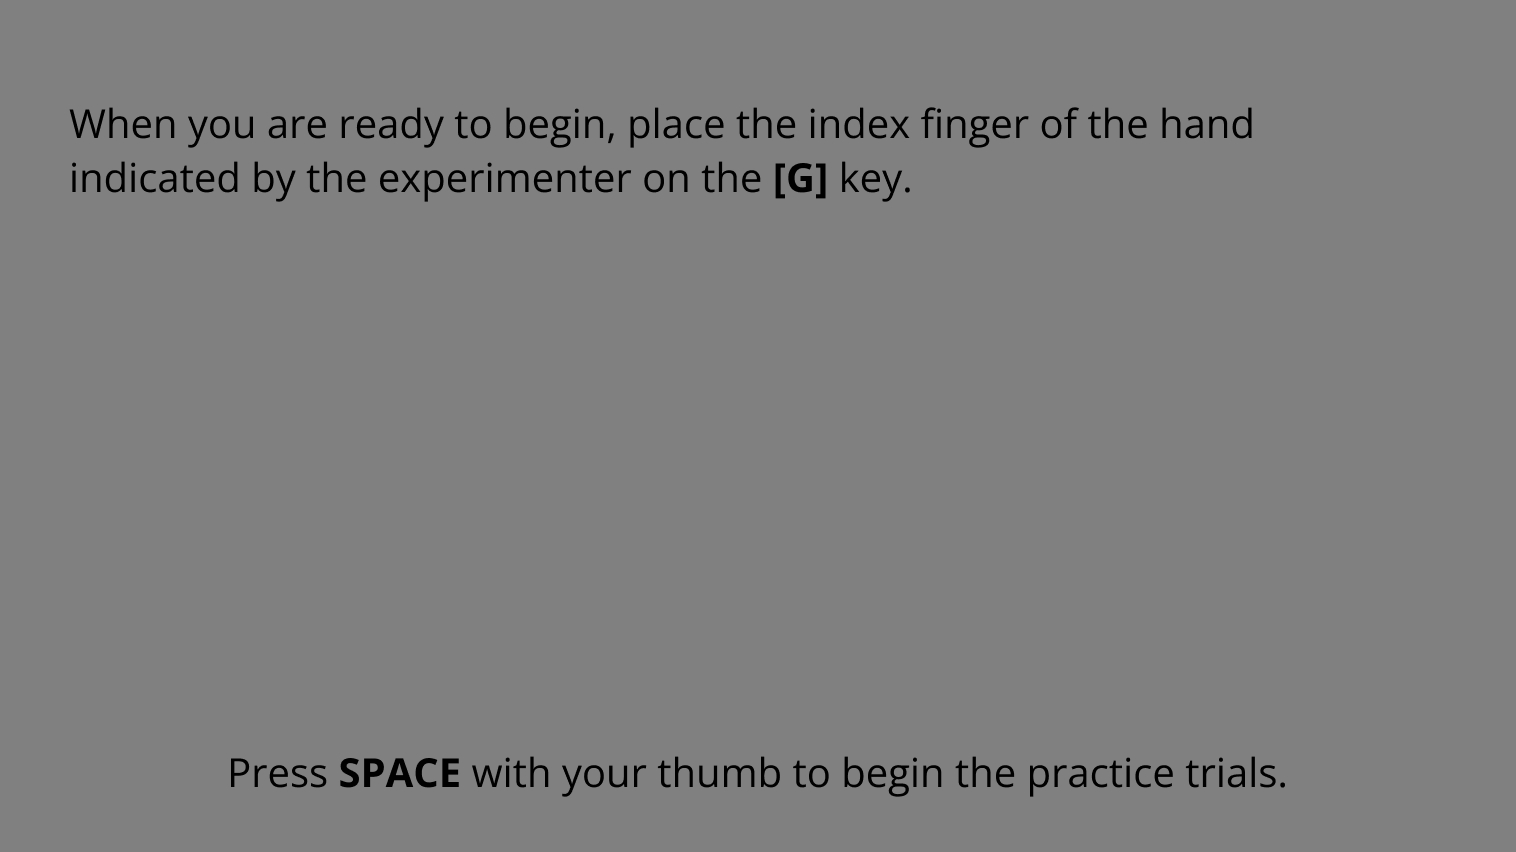 When you are ready to begin, place the index finger of the hand
indicated by the experimenter on the [G] key.
Press SPACE with your thumb to begin the practice trials.